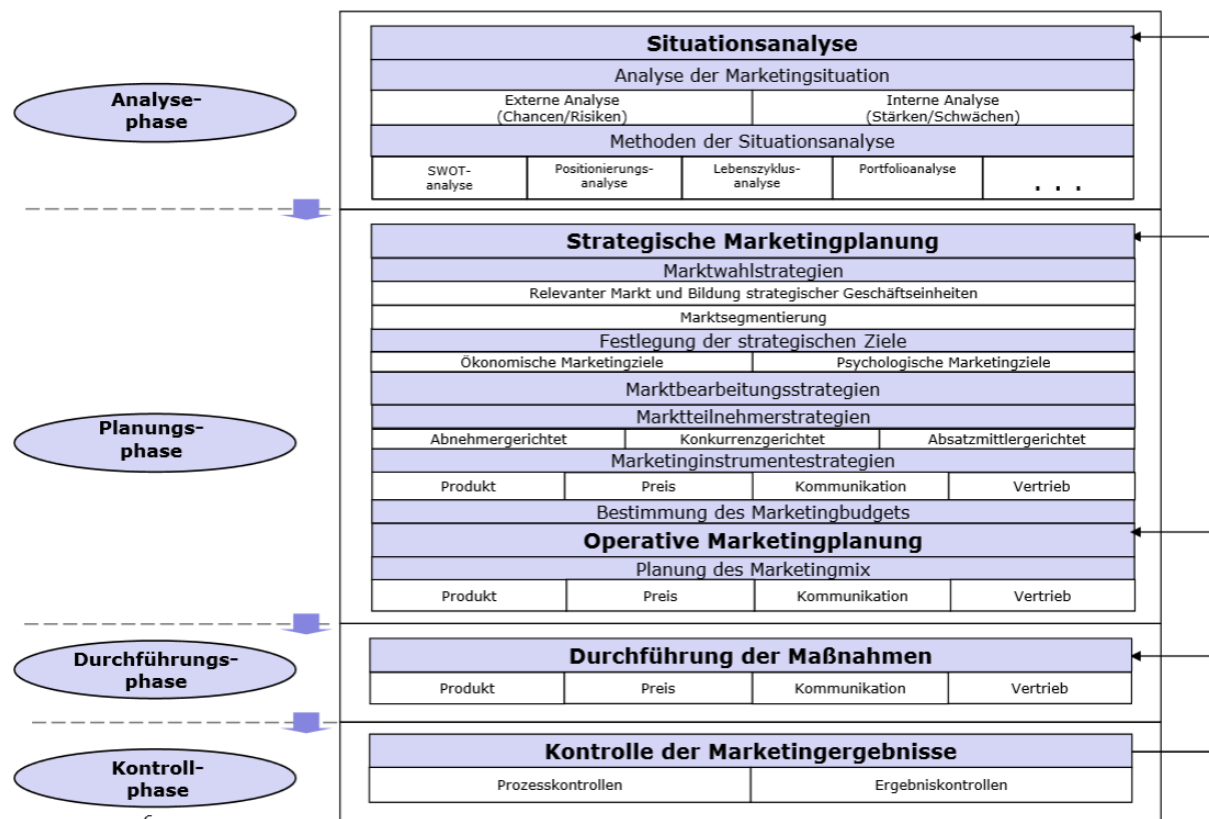 Analyse-
phase
Situationsanalyse
Analyse der Marketingsituation
Externe Analyse
(Chancen/Risiken)
Interne Analyse
(Stärken/Schwächen)
Methoden der Situationsanalyse
SWOT-
analyse
Positionierungs-
analyse
Lebenszyklus-
analyse
Portfolioanalyse
. . .
Planungs-
phase
Strategische Marketingplanung
Marktwahlstrategien
Relevanter Markt und Bildung strategischer Geschäftseinheiten
Marktsegmentierung
Festlegung der strategischen Ziele
Ökonomische Marketingziele
Psychologische Marketingziele
Marktbearbeitungsstrategien
Marktteilnehmerstrategien
Abnehmergerichtet
Konkurrenzgerichtet
Absatzmittlergerichtet
Marketinginstrumentestrategien
Produkt
Preis
Kommunikation
Vertrieb
Bestimmung des Marketingbudgets
Operative Marketingplanung
Planung des Marketingmix
Produkt
Preis
Kommunikation
Vertrieb
Durchführungs-
phase
Durchführung der Maßnahmen
Produkt
Preis
Kommunikation
Vertrieb
Kontroll-
phase
Kontrolle der Marketingergebnisse
Prozesskontrollen
Ergebniskontrollen